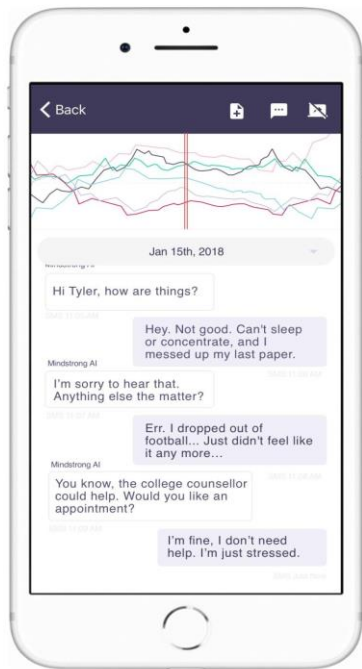 Back
Jan 15th, 2018
Mindstrong AI
Hi Tyler, how are things?
Hey. Not good. Can't sleep
or concentrate, and I
messed up my last paper.
Mindstrong AI
I'm sorry to hear that.
Anything else the matter?
Err. I dropped out of
football... Just didn't feel like
it any more...
Mindstrong AI
You know, the college counsellor
could help. Would you like an
appointment?
I'm fine, I don't need
help. I'm just stressed.